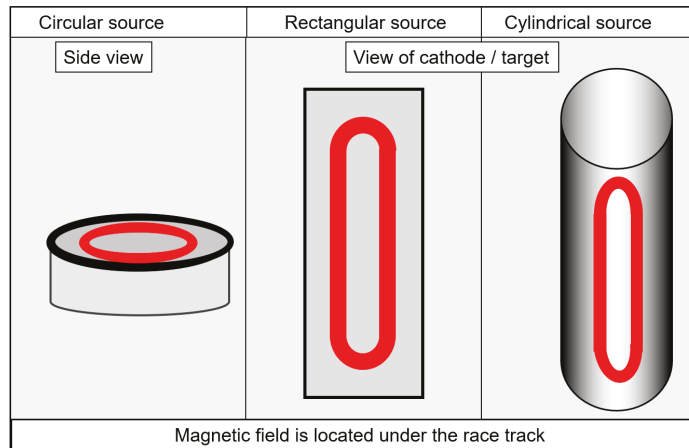 Circular source
Rectangular source
Cylindrical source
Side view
View of cathode / target
Magnetic field is located under the race track